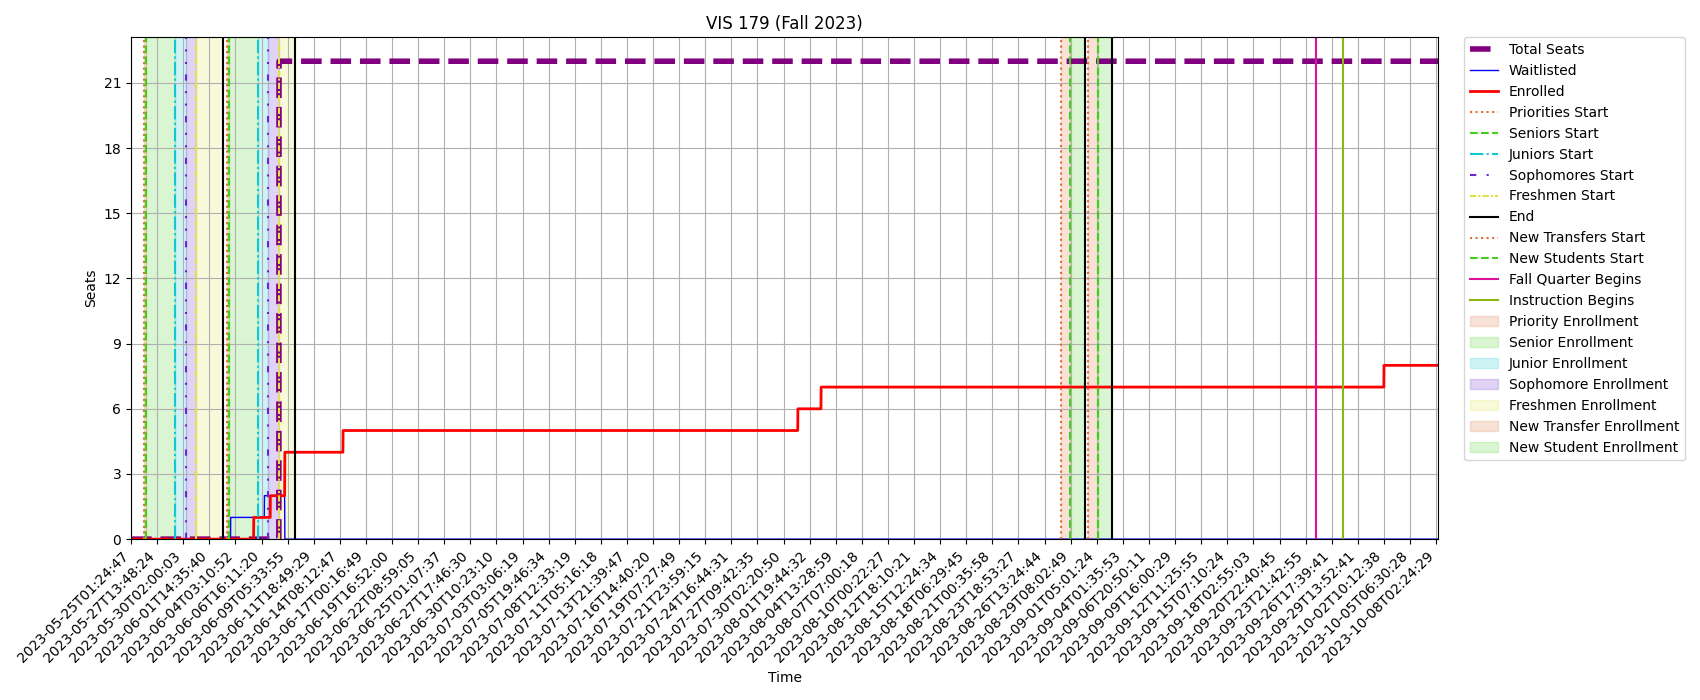 VIS 179 (Fall 2023)
Seats
21
18
15
12
9
6
3
0
2023-05-25T01:24:47
2023-05-27T13:48:24
2023-05-30T02:00:03
2023-06-01T14:35:40
2023-06-04T03:10:52
2023-06-06T16:11:20
2023-06-09T05:33:55
2023-06-11T18:49:29
2023-06-14T08:12:47
2023-06-17T00:16:49
2023-06-19T16:52:00
2023-06-22T08:59:05
2023-06-25T01:07:37
2023-06-27T17:46:30
2023-06-30T10:23:10
2023-07-03T03:06:19
2023-07-05T19:46:34
2023-07-08T12:33:19
2023-07-11T05:16:18
2023-07-13T21:39:47
2023-07-16T14:40:20
2023-07-19T07:27:49
2023-07-21T23:59:15
2023-07-24T16:44:31
2023-07-27T09:42:35
2023-07-30T02:20:50
2023-08-01T19:44:32
2023-08-04T13:28:59
2023-08-07T07:00:18
2023-08-10T00:22:27
2023-08-12T18:10:21
2023-08-15T12:24:34
2023-08-18T06:29:45
2023-08-21T00:35:58
2023-08-23T18:53:27
2023-08-26T13:24:44
2023-08-29T08:02:49
2023-09-01T05:01:24
2023-09-04T01:35:53
2023-09-06T20:50:11
2023-09-09T16:00:29
2023-09-12T11:25:55
2023-09-15T07:10:24
2023-09-18T02:55:03
2023-09-20T22:40:45
2023-09-23T21:42:55
2023-09-26T17:39:41
2023-09-29T13:52:41
2023-10-02T10:12:38
2023-10-05T06:30:28
2023-10-08T02:24:29
Time
Total Seats
Waitlisted
Enrolled
Priorities Start
Seniors Start
Juniors Start
Sophomores Start
Freshmen Start
End
New Transfers Start
New Students Start
Fall Quarter Begins
Instruction Begins
Priority Enrollment
Senior Enrollment
Junior Enrollment
Sophomore Enrollment
Freshmen Enrollment
New Transfer Enrollment
New Student Enrollment